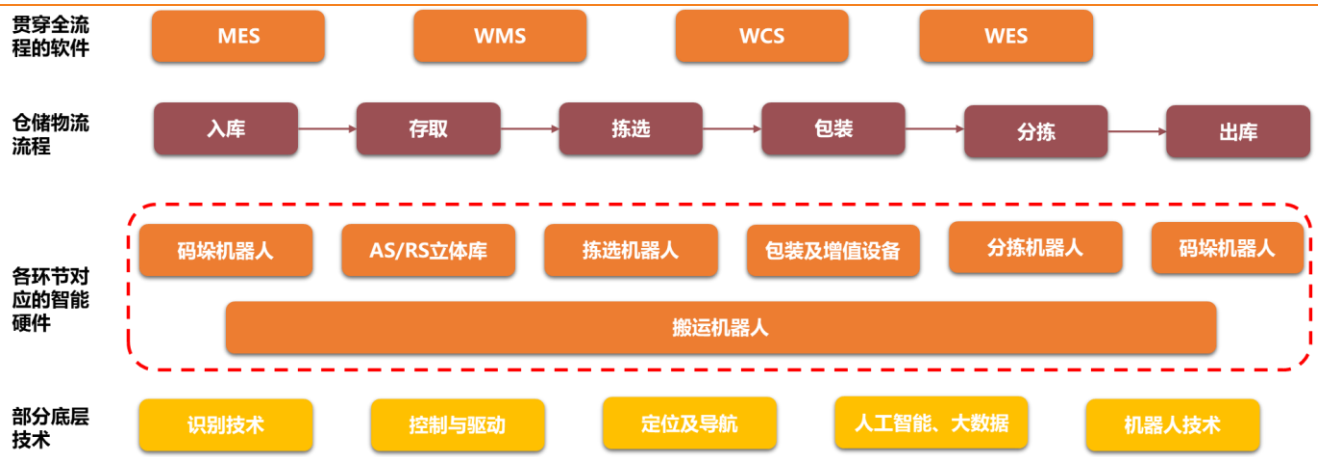 贯穿全流
程的软件
MES
WMS
WCS
WES
仓储物流
流程
入库
存取
拣选
包装
分拣
出库
各环节对
应的智能
硬件
码垛机器人
AS/RS立体库
拣选机器人
包装及增值设备
分拣机器人
码垛机器人
搬运机器人
部分底层
技术
识别技术
控制与驱动
定位及导航
人工智能、大数据
机器人技术